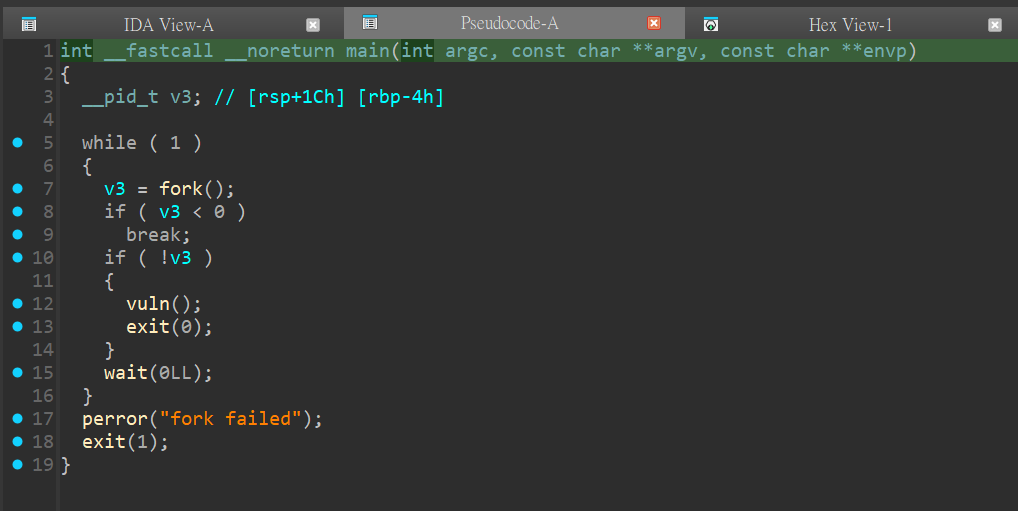 IDA View-A Pseudocode-A Hex View-1
1 int __fastcall __noreturn main(int argc, const char **argv, const char **envp)
2 {
3   __pid_t v3; // [rsp+1Ch] [rbp-4h]
4
5   while ( 1 )
6   {
7     v3 = fork();
8     if ( v3 < 0 )
9       break;
10     if ( !v3 )
11     {
12       vuln();
13       exit(0);
14     }
15     wait(0LL);
16   }
17   perror("fork failed");
18   exit(1);
19 }